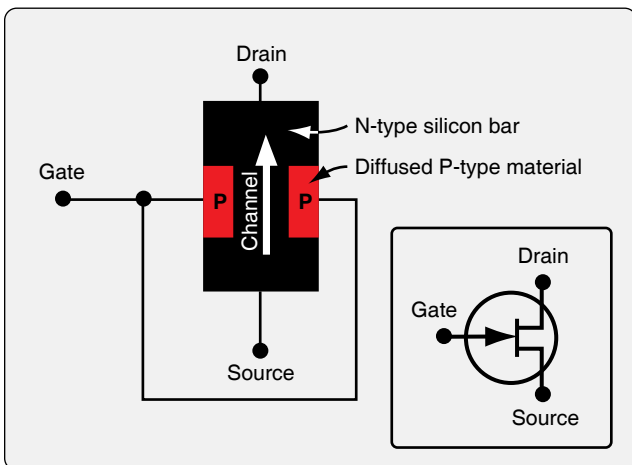 Drain
N-type silicon bar
Diffused P-type material
Gate
P
Channel
P
Source
Drain
Gate
Source